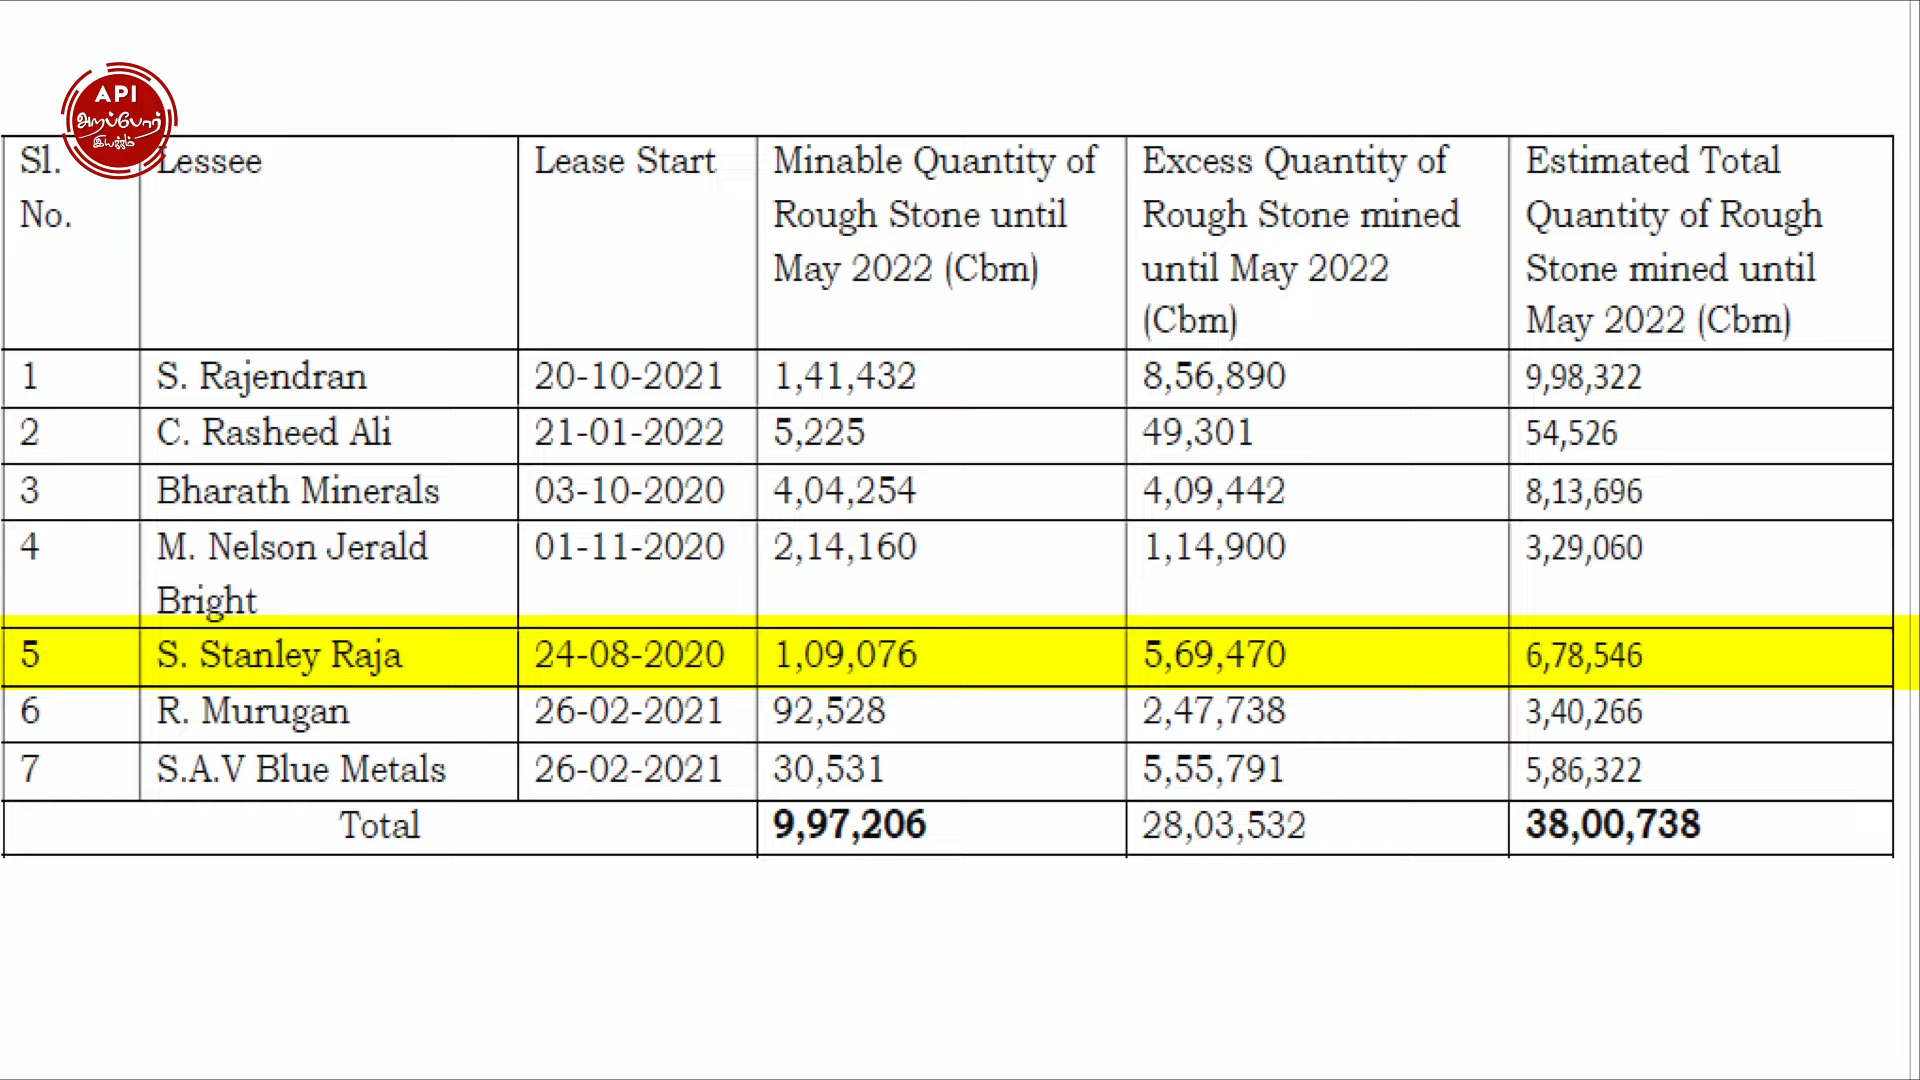 API
அறப்போர்
இயக்கம்
Sl. No. Lessee Lease Start Minable Quantity of Rough Stone until May 2022 (Cbm) Excess Quantity of Rough Stone mined until May 2022 (Cbm) Estimated Total Quantity of Rough Stone mined until May 2022 (Cbm)
1 S. Rajendran 20-10-2021 1,41,432 8,56,890 9,98,322
2 C. Rasheed Ali 21-01-2022 5,225 49,301 54,526
3 Bharath Minerals 03-10-2020 4,04,254 4,09,442 8,13,696
4 M. Nelson Jerald Bright 01-11-2020 2,14,160 1,14,900 3,29,060
5 S. Stanley Raja 24-08-2020 1,09,076 5,69,470 6,78,546
6 R. Murugan 26-02-2021 92,528 2,47,738 3,40,266
7 S.A.V Blue Metals 26-02-2021 30,531 5,55,791 5,86,322
Total 9,97,206 28,03,532 38,00,738